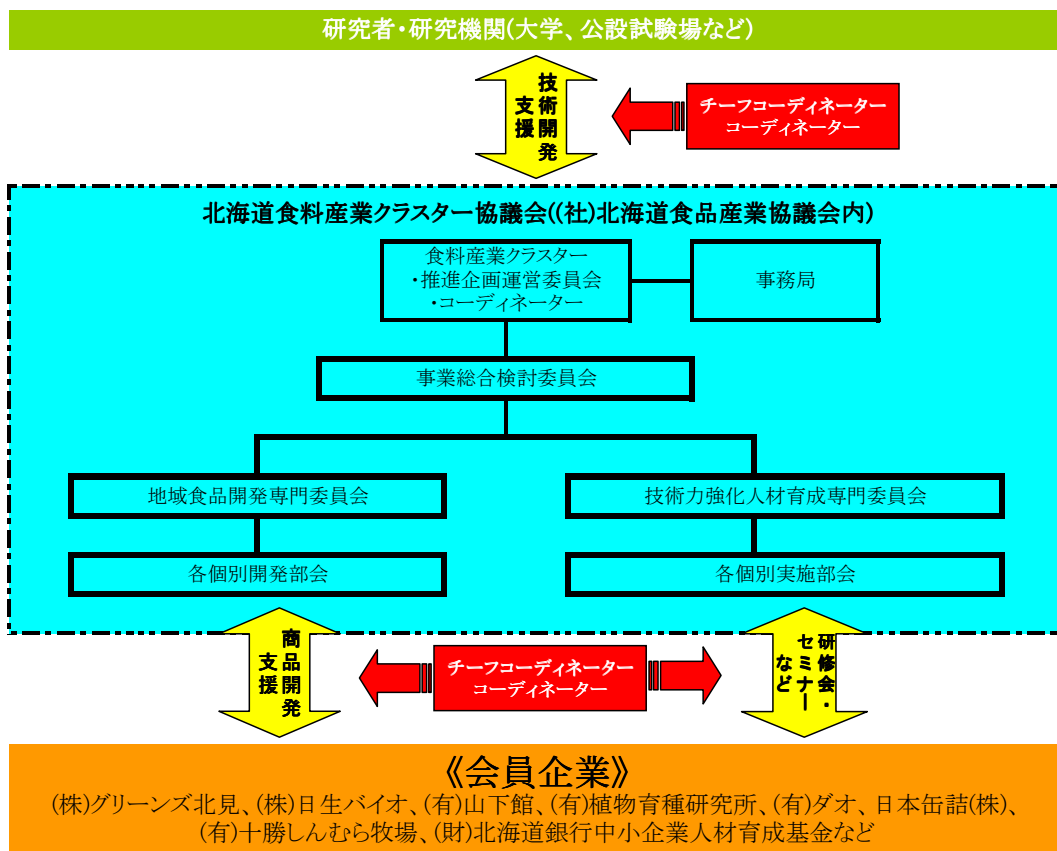 研究者・研究機関(大学、公設試験場など)
技術開発
支援
チーフコーディネーター
コーディネーター
北海道食料産業クラスター協議会((社)北海道食品産業協議会内)
食料産業クラスター
・推進企画運営委員会
・コーディネーター
事務局
事業総合検討委員会
地域食品開発専門委員会
技術力強化人材育成専門委員会
各個別開発部会
各個別実施部会
商品開発
支援
チーフコーディネーター
コーディネーター
研修会・
セミナー
など
《会員企業》
(株)グリーンズ北見、(株)日生バイオ、(有)山下館、(有)植物育種研究所、(有)ダオ、日本缶詰(株)、
(有)十勝しんむら牧場、(財)北海道銀行中小企業人材育成基金など